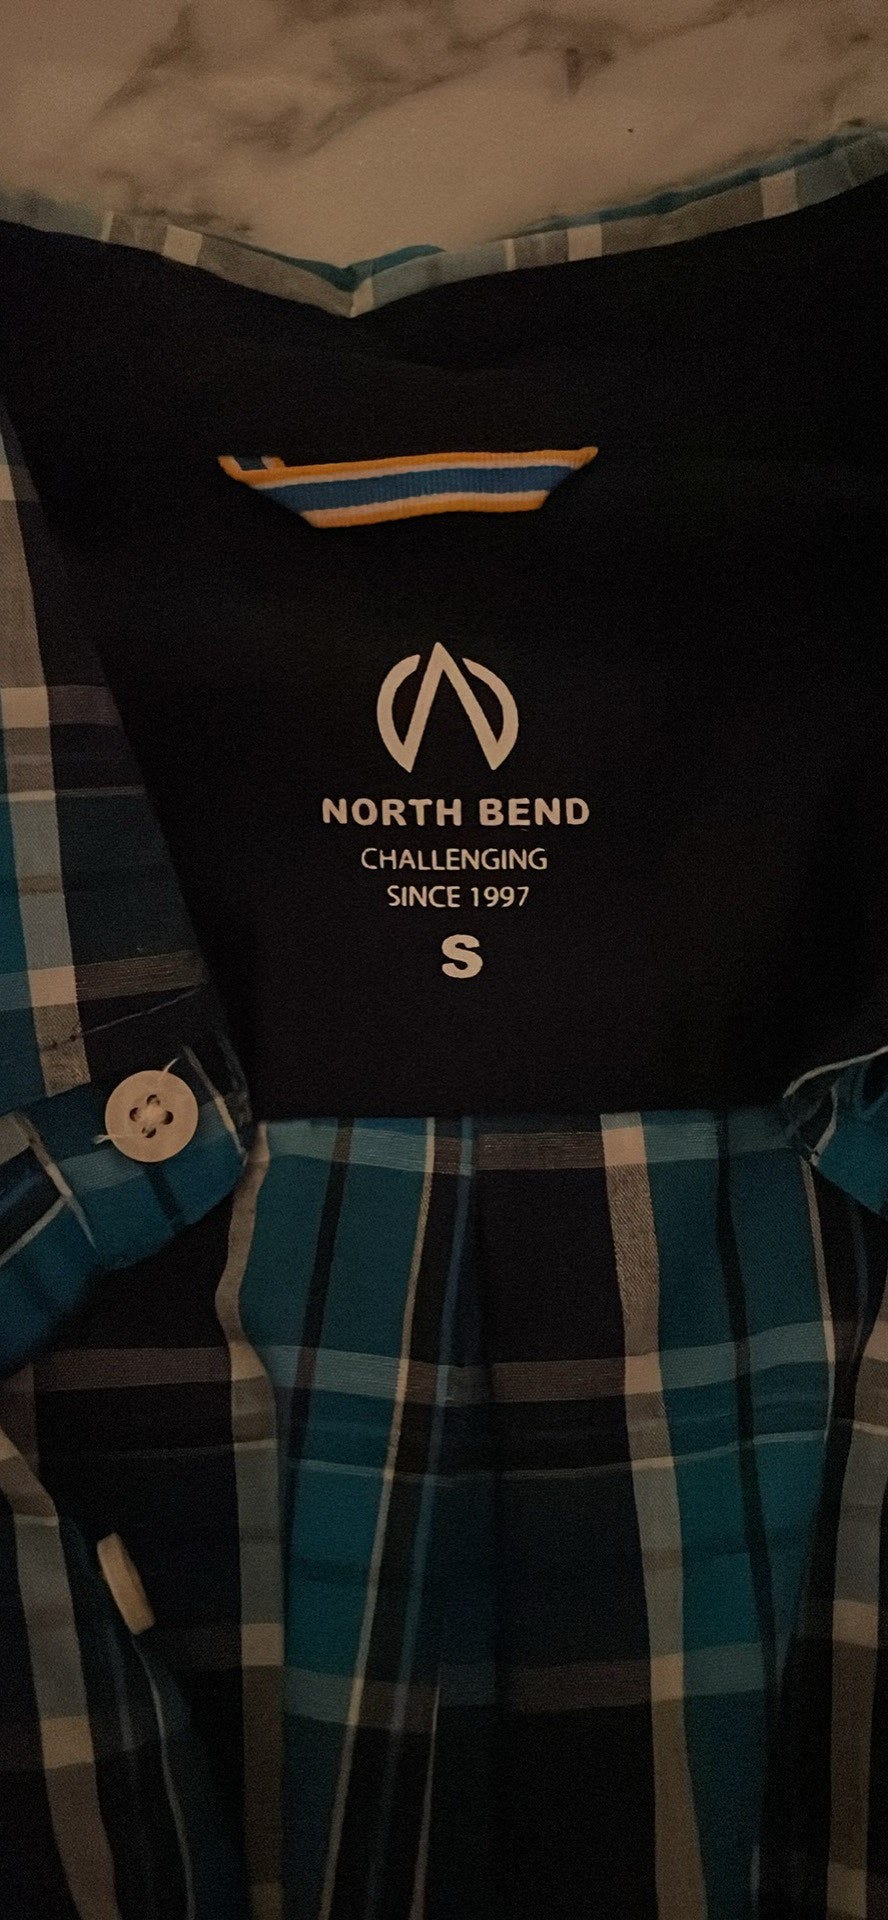 NORTH BEND
CHALLENGING
SINCE 1997
S